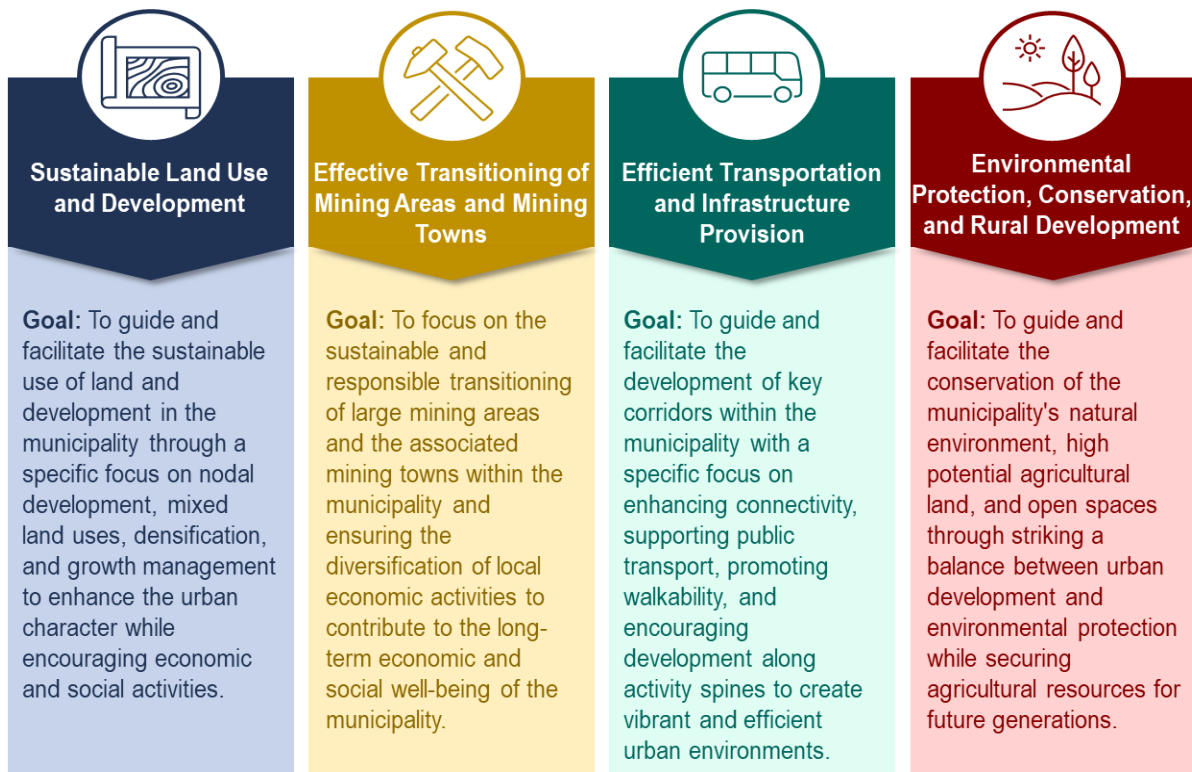 Sustainable Land Use
and Development
Goal: To guide and
facilitate the sustainable
use of land and
development in the
municipality through a
specific focus on nodal
development, mixed
land uses, densification,
and growth management
to enhance the urban
character while
encouraging economic
and social activities.
Effective Transitioning of
Mining Areas and Mining
Towns
Goal: To focus on the
sustainable and
responsible transitioning
of large mining areas
and the associated
mining towns within the
municipality and
ensuring the
diversification of local
economic activities to
contribute to the long-
term economic and
social well-being of the
municipality.
Efficient Transportation
and Infrastructure
Provision
Goal: To guide and
facilitate the
development of key
corridors within the
municipality with a
specific focus on
enhancing connectivity,
supporting public
transport, promoting
walkability, and
encouraging
development along
activity spines to create
vibrant and efficient
urban environments.
Environmental
Protection, Conservation,
and Rural Development
Goal: To guide and
facilitate the
conservation of the
municipality's natural
environment, high
potential agricultural
land, and open spaces
through striking a
balance between urban
development and
environmental protection
while securing
agricultural resources for
future generations.